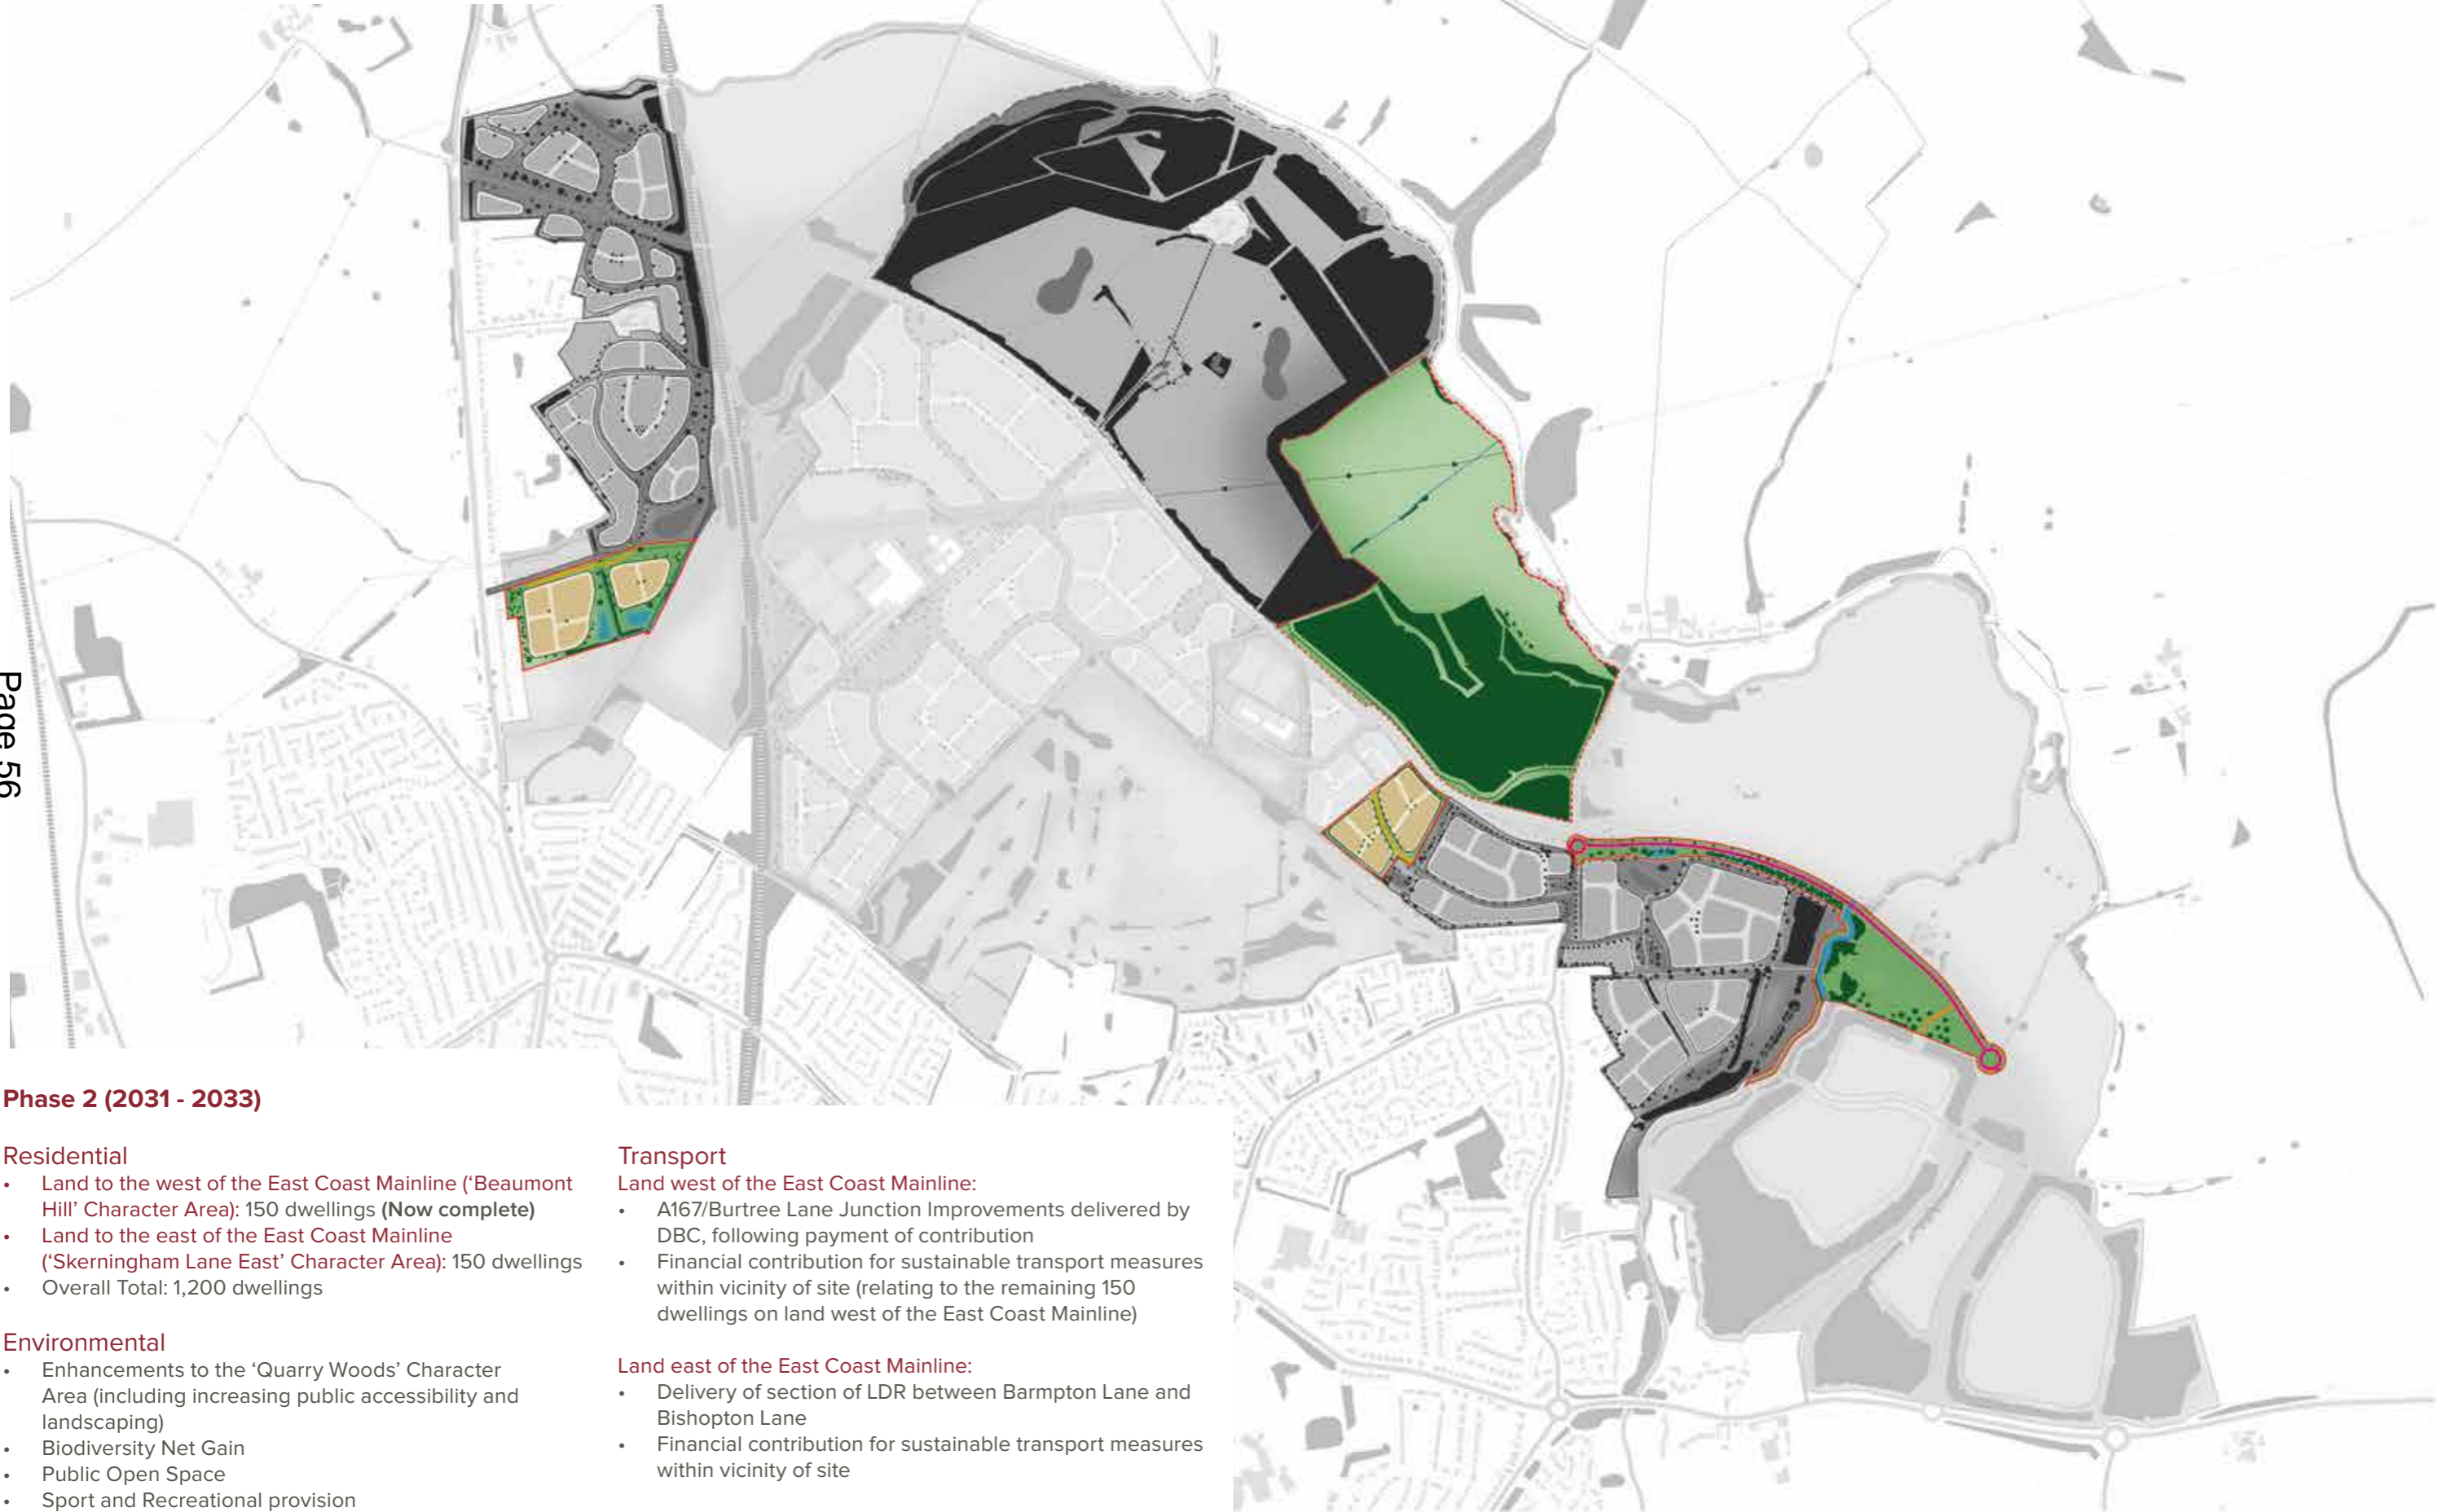 Page 56
Phase 2 (2031 - 2033)
Residential
• Land to the west of the East Coast Mainline (‘Beaumont
Hill’ Character Area): 150 dwellings (Now complete)
• Land to the east of the East Coast Mainline
(‘Skerningham Lane East’ Character Area): 150 dwellings
• Overall Total: 1,200 dwellings
Environmental
• Enhancements to the ‘Quarry Woods’ Character
Area (including increasing public accessibility and
landscaping)
• Biodiversity Net Gain
• Public Open Space
• Sport and Recreational provision
Transport
Land west of the East Coast Mainline:
• A167/Burtree Lane Junction Improvements delivered by
DBC, following payment of contribution
• Financial contribution for sustainable transport measures
within vicinity of site (relating to the remaining 150
dwellings on land west of the East Coast Mainline)
Land east of the East Coast Mainline:
• Delivery of section of LDR between Barmpton Lane and
Bishopton Lane
• Financial contribution for sustainable transport measures
within vicinity of site